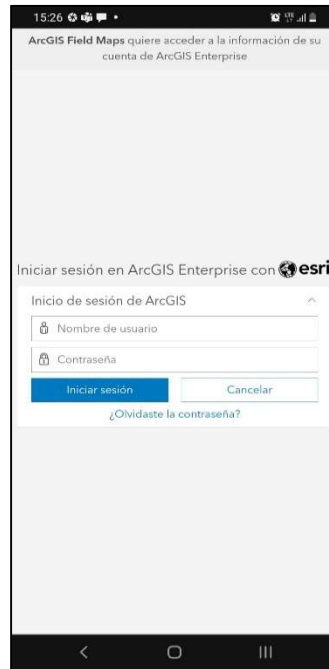 15:26
ArcGIS Field Maps quiere acceder a la información de su
cuenta de ArcGIS Enterprise
Iniciar sesión en ArcGIS Enterprise con esri
Inicio de sesión de ArcGIS
Nombre de usuario
Contraseña
Iniciar sesión Cancelar
¿Olvidaste la contraseña?